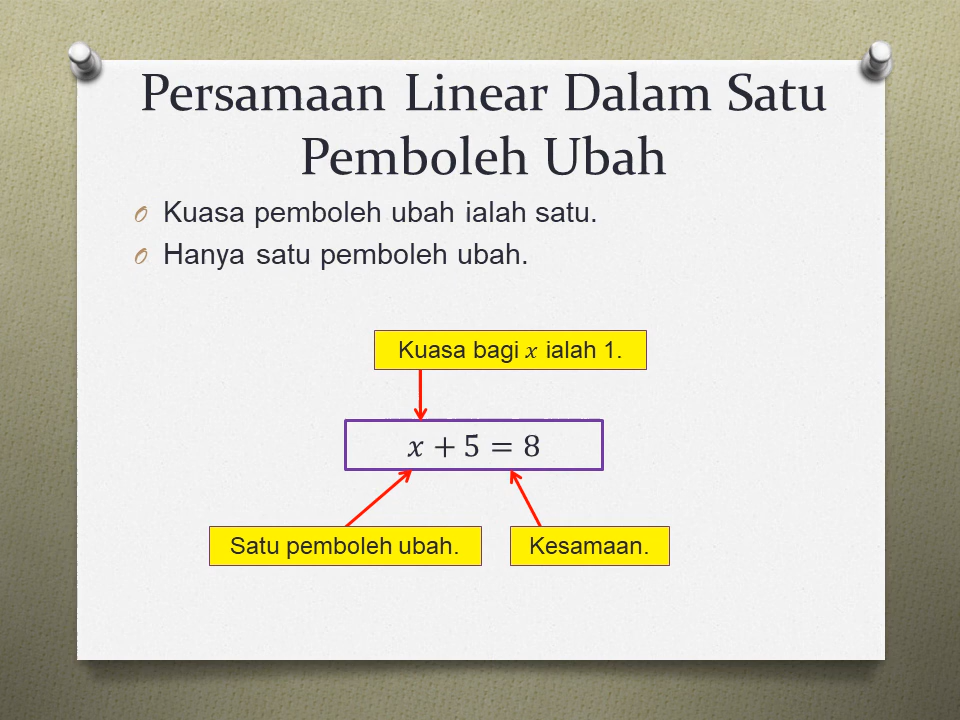 Persamaan Linear Dalam Satu
Pemboleh Ubah
Kuasa pemboleh ubah ialah satu.
Hanya satu pemboleh ubah.
Kuasa bagi 𝑥 ialah 1.
𝑥 + 5 = 8
Satu pemboleh ubah.
Kesamaan.